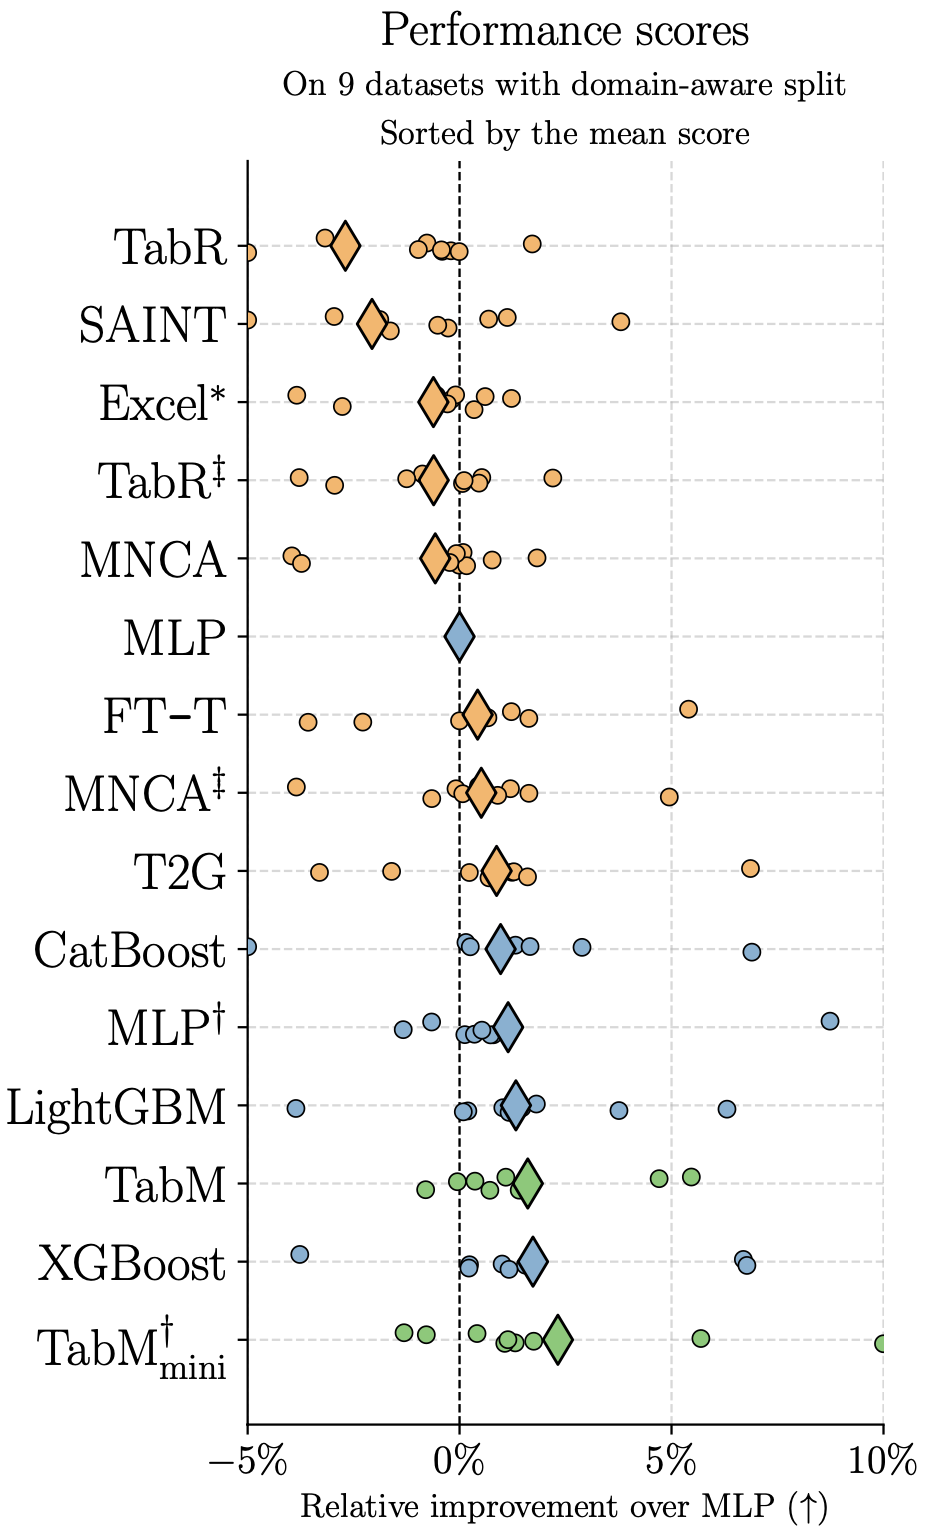 Performance scores
On 9 datasets with domain-aware split
Sorted by the mean score
TabR
SAINT
Excel*
TabR‡
MNCA
MLP
FT-T
MNCA‡
T2G
CatBoost
MLP†
LightGBM
TabM
XGBoost
TabM†mini
−5% 0% 5% 10%
Relative improvement over MLP (↑)